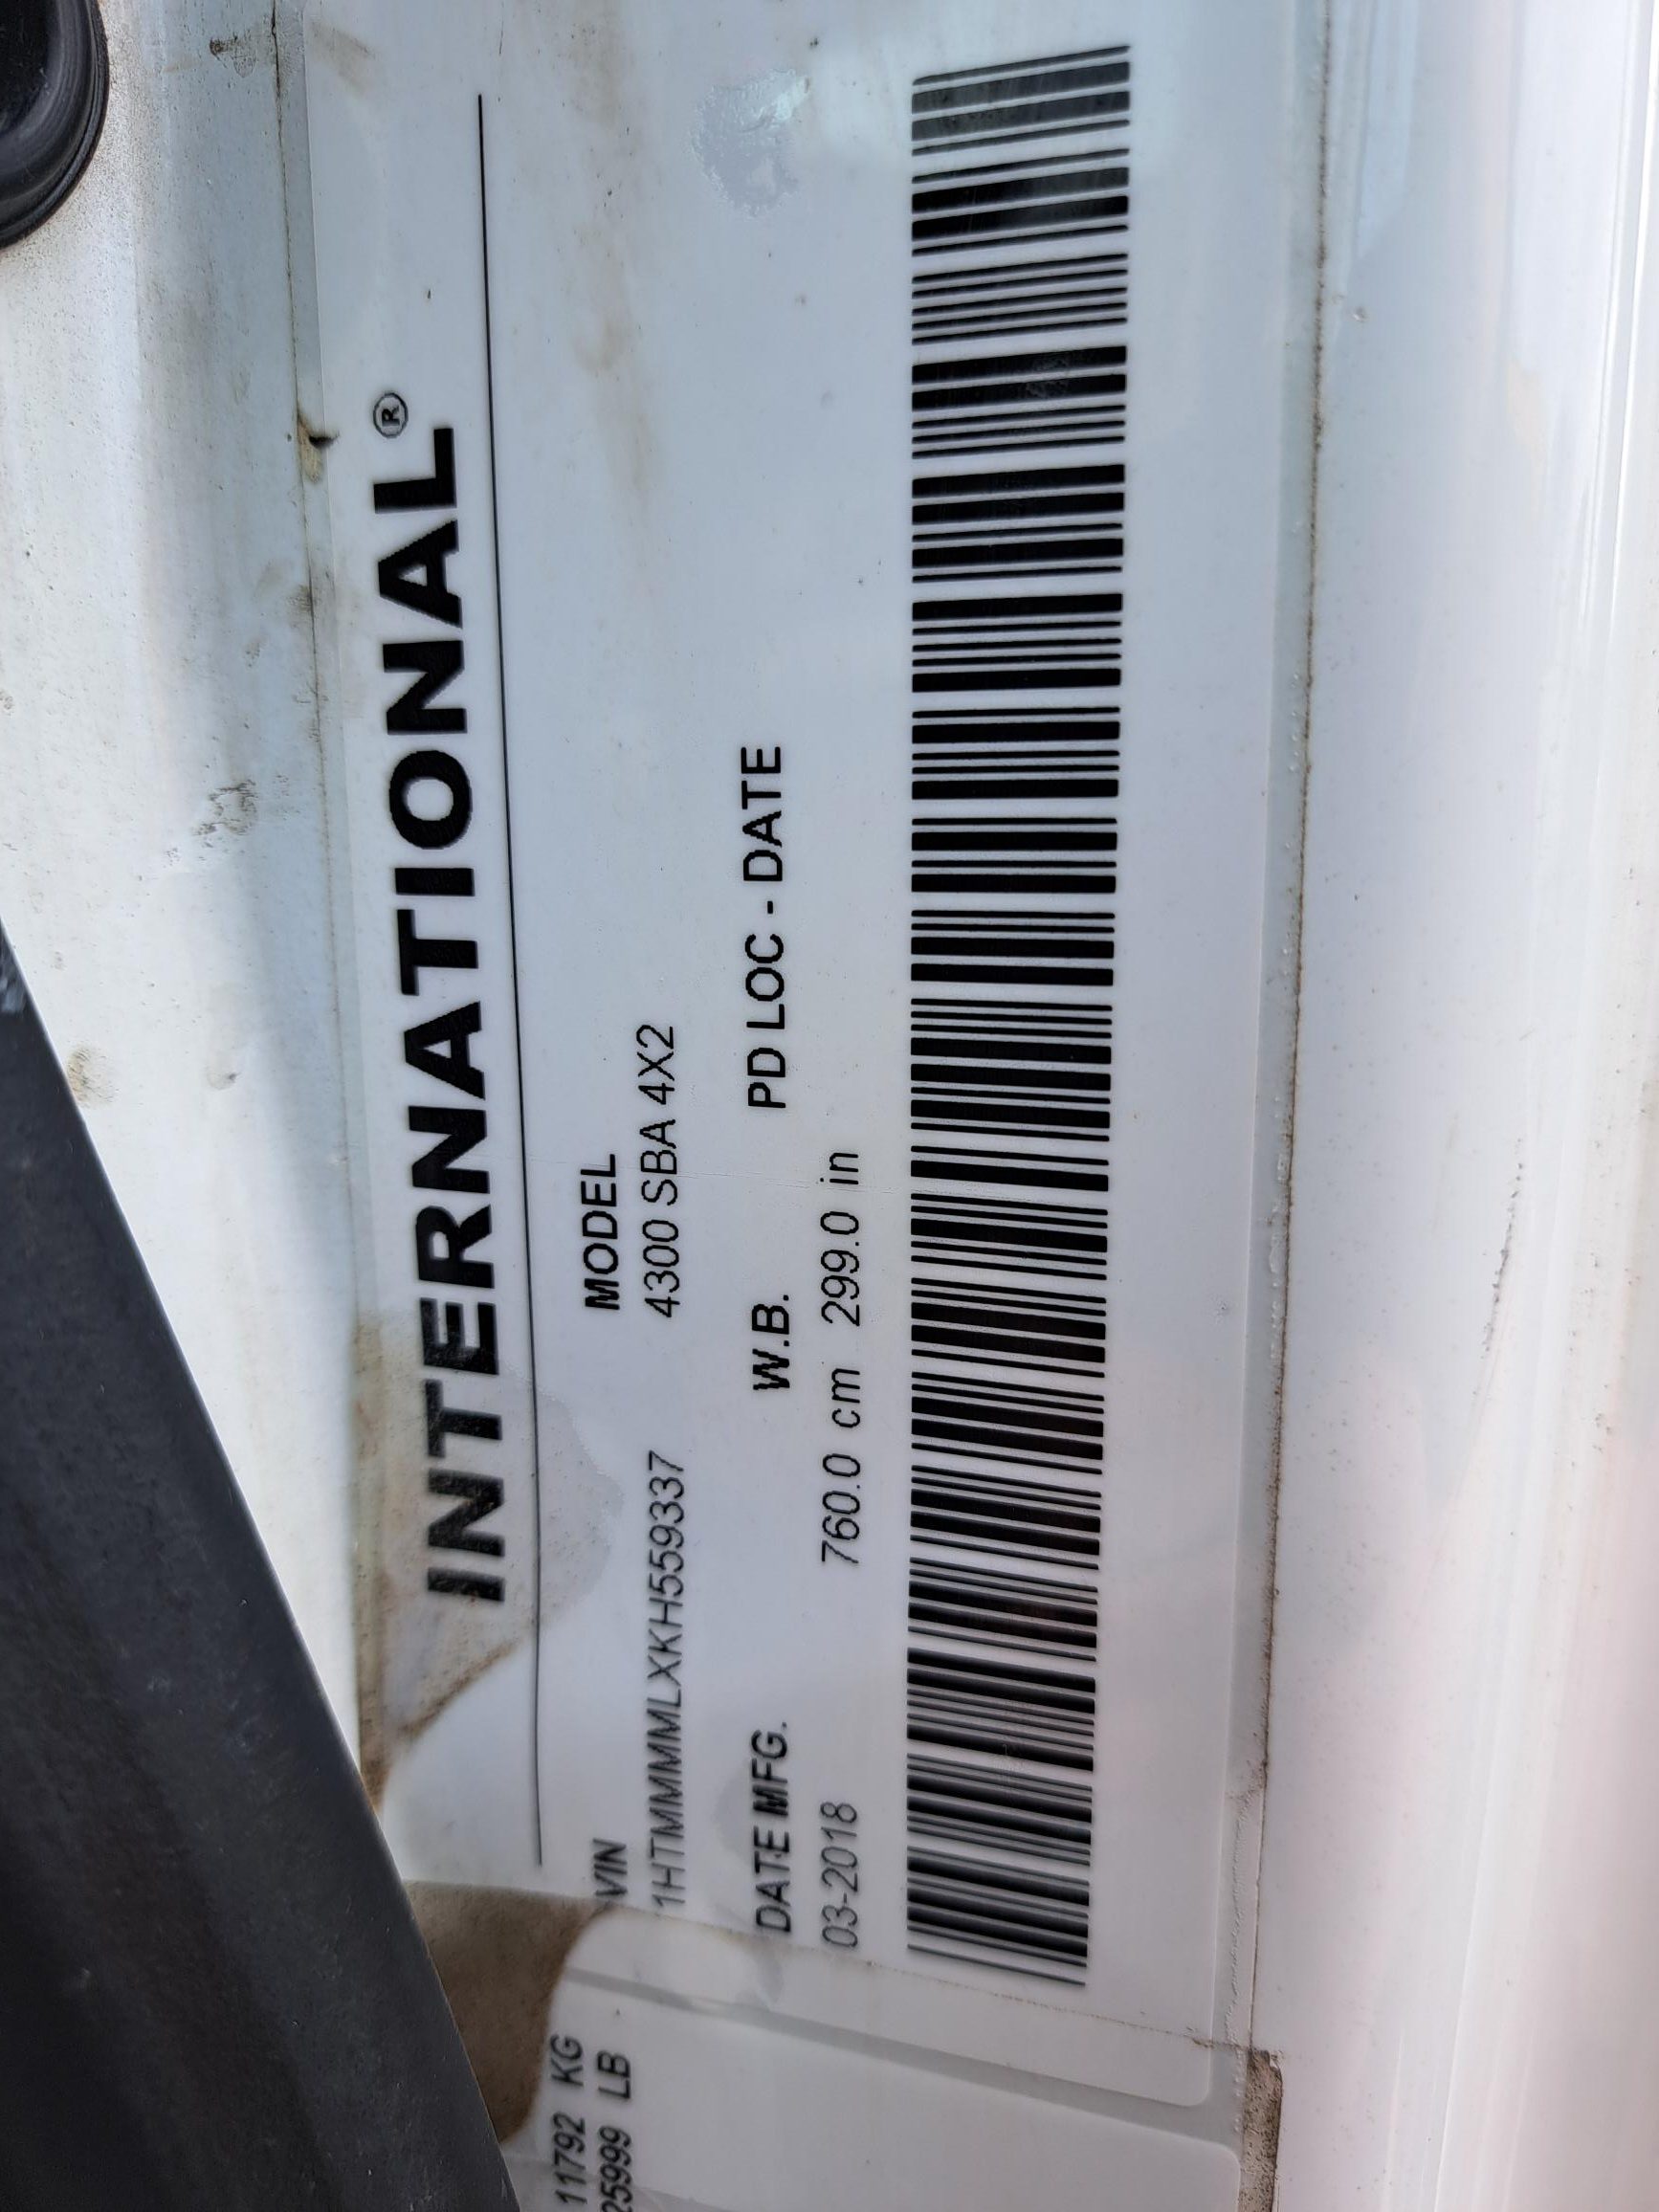 INTERNATIONAL®
VIN MODEL
1HTMMMMLXKH559337 4300 SBA 4X2
DATE MFG. W.B. PD LOC - DATE
03-2018 760.0 cm 299.0 in
11792 KG
25999 LB